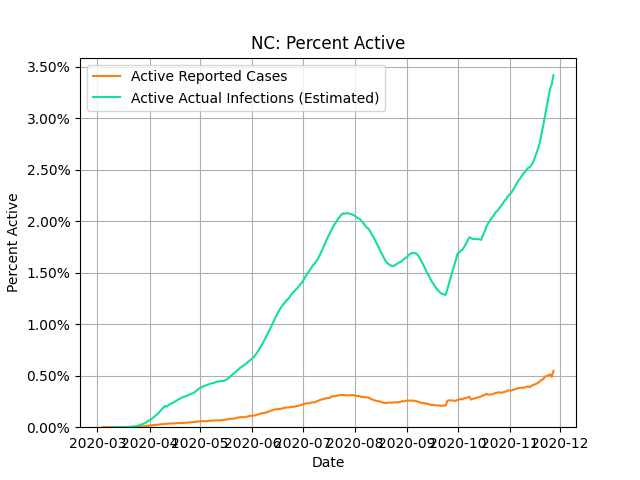 NC: Percent Active
Active Reported Cases
Active Actual Infections (Estimated)
3.50%
3.00%
2.50%
2.00%
1.50%
1.00%
0.50%
0.00%
Percent Active
2020-03 2020-04 2020-05 2020-06 2020-07 2020-08 2020-09 2020-10 2020-11 2020-12
Date